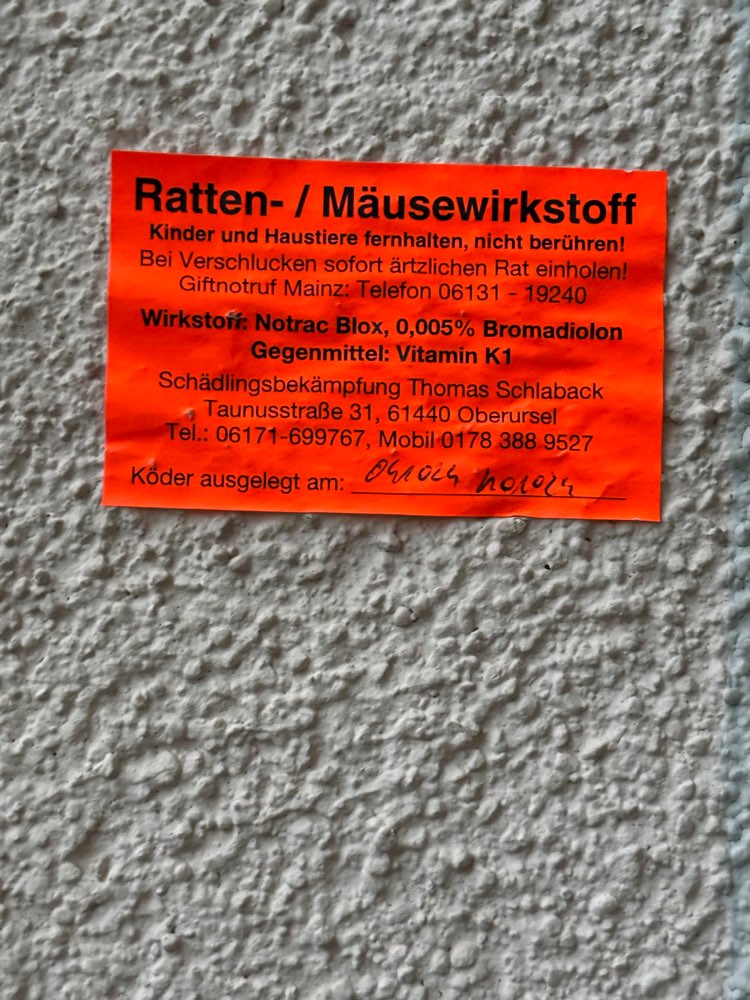 Ratten- / Mäusewirkstoff
Kinder und Haustiere fernhalten, nicht berühren!
Bei Verschlucken sofort ärtzlichen Rat einholen!
Giftnotruf Mainz: Telefon 06131 - 19240
Wirkstoff: Notrac Blox, 0,005% Bromadiolon
Gegenmittel: Vitamin K1
Schädlingsbekämpfung Thomas Schlaback
Taunusstraße 31, 61440 Oberursel
Tel.: 06171-699767, Mobil 0178 388 9527
Köder ausgelegt am: